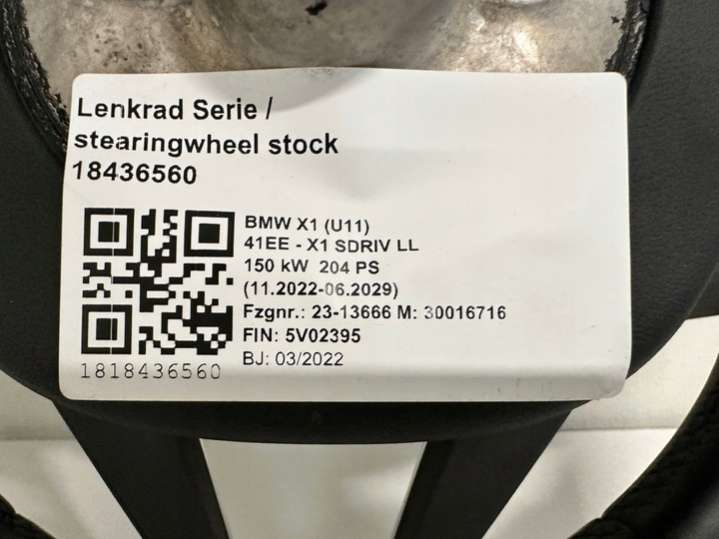 Lenkrad Serie /
stearingwheel stock
18436560
BMW X1 (U11)
41EE - X1 SDRIV LL
150 kW 204 PS
(11.2022-06.2029)
Fzgnr.: 23-13666 M: 30016716
FIN: 5V02395
BJ: 03/2022
1818436560